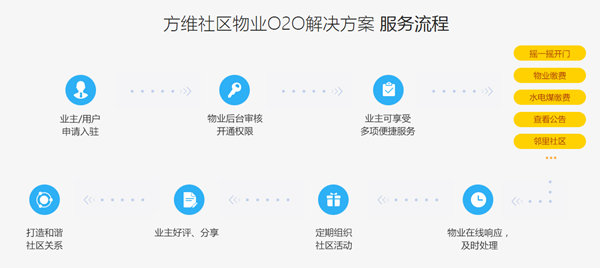 方维社区物业O2O解决方案 服务流程
摇一摇开门
物业缴费
水电煤缴费
查看公告
邻里社区
业主/用户
申请入驻
物业后台审核
开通权限
业主可享受
多项便捷服务
打造和谐
社区关系
业主好评、分享
定期组织
社区活动
物业在线响应，
及时处理